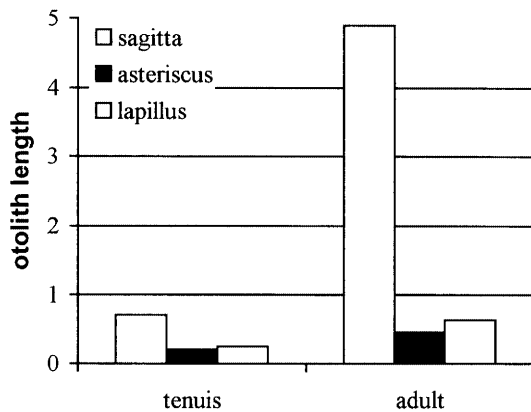 5
4
3
2
1
0
otolith length
sagitta
asteriscus
lapillus
tenuis
adult